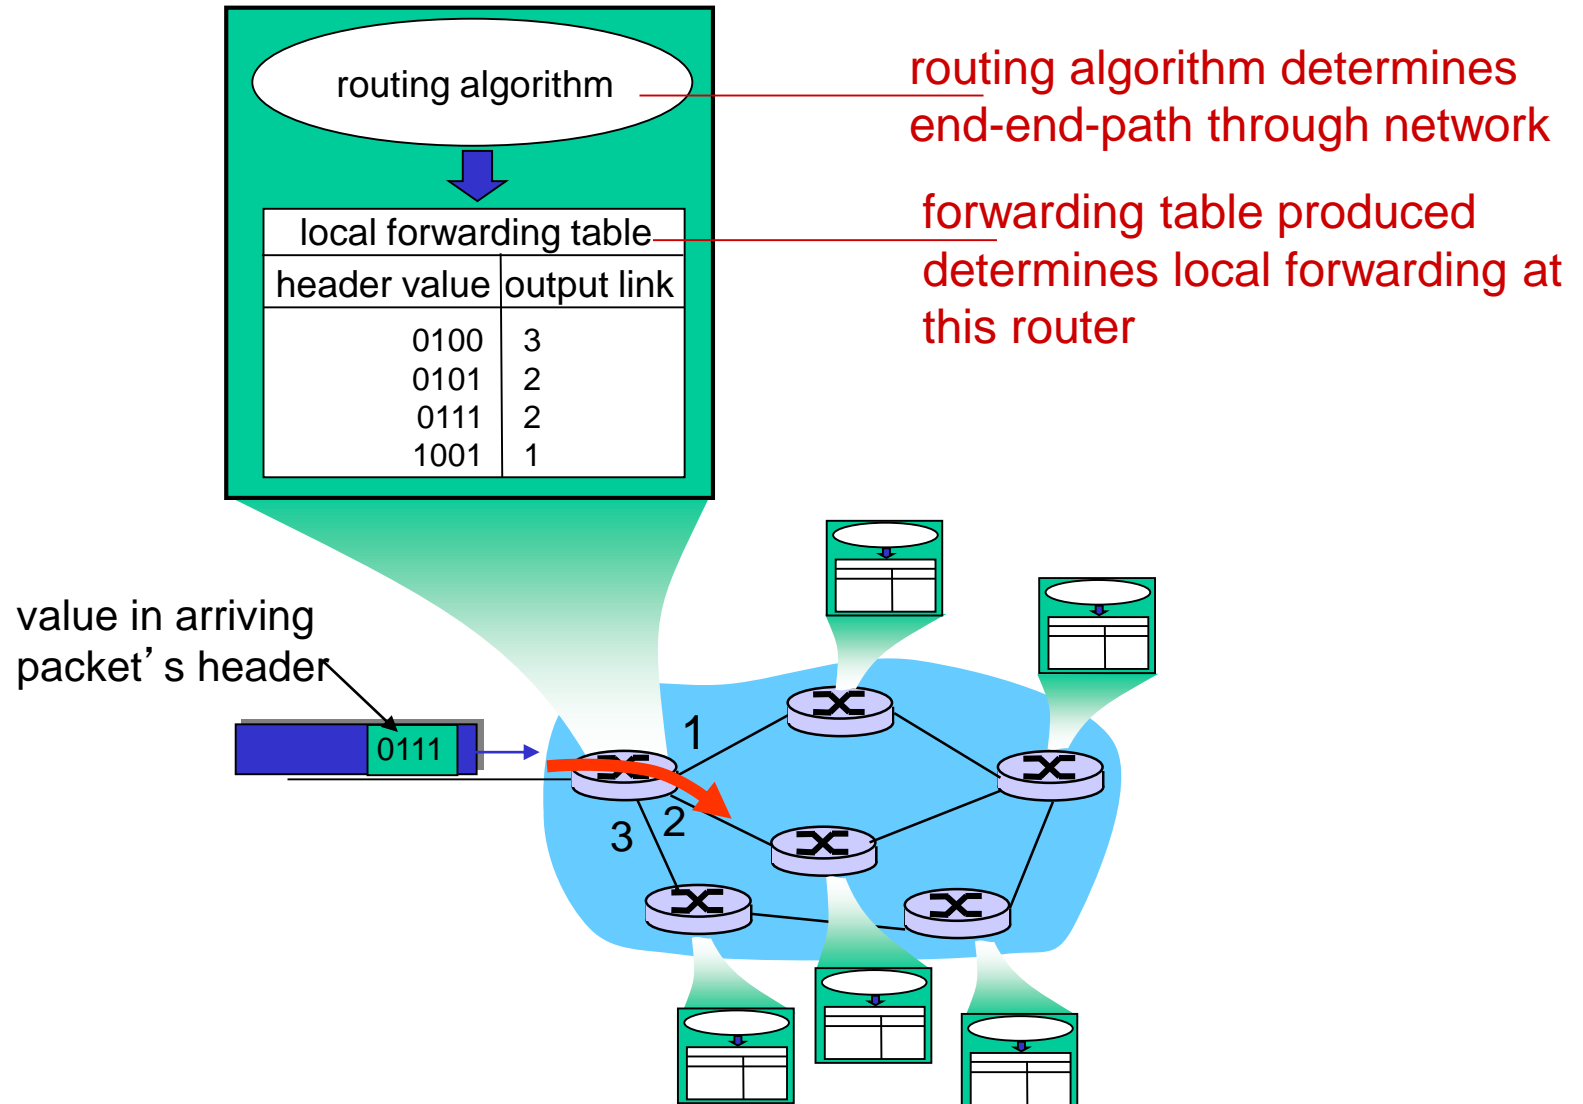 routing algorithm
routing algorithm determines
end-end-path through network
local forwarding table
header value output link
0100 3
0101 2
0111 2
1001 1
forwarding table produced
determines local forwarding at
this router
value in arriving
packet’s header
0111
1
2
3